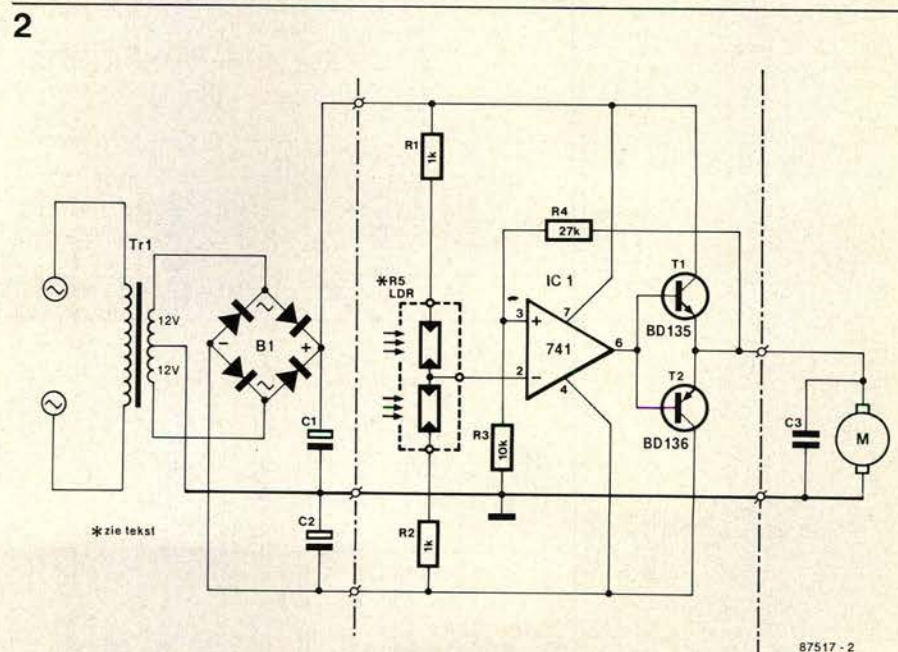 2
R1
1k
R4
27k
Tr1
T1
*R5
LDR
IC 1
12V
B1
12V
3
+
7
741
6
2
-
4
BD135
T2
BD136
C1
R3
10k
C3
M
*zie tekst
C2
R2
1k
87517 - 2